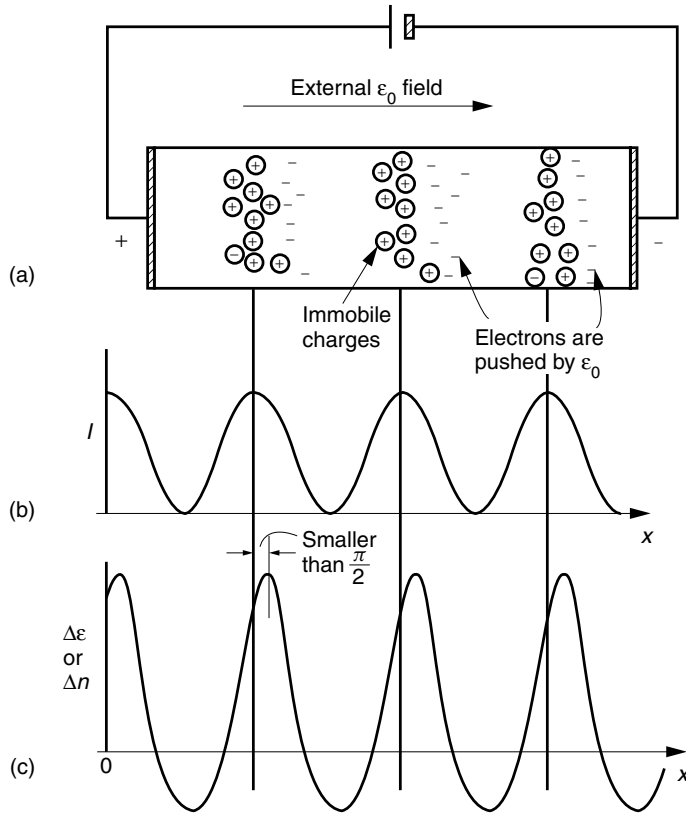 External ε₀ field
+
−
(a)
Immobile
charges
Electrons are
pushed by ε₀
I
(b)
x
Smaller
than π/2
Δε
or
Δn
(c)
0
x